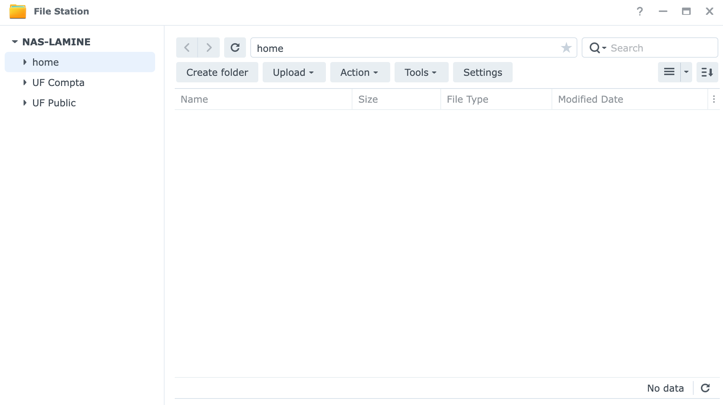 File Station
NAS-LAMINE
home
UF Compta
UF Public
home
Search
Create folder Upload Action Tools Settings
Name Size File Type Modified Date
No data